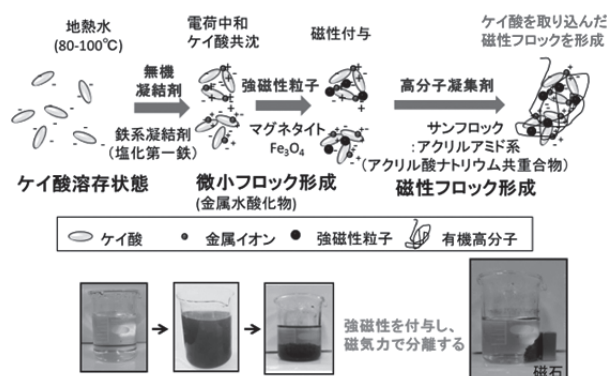 地熱水
(80-100℃)
無機
凝結剤
鉄系凝結剤
(塩化第一鉄)
ケイ酸溶存状態
電荷中和
ケイ酸共沈
微小フロック形成
(金属水酸化物)
強磁性粒子
マグネタイト
Fe₃O₄
磁性付与
高分子凝集剤
サンフロック
:アクリルアミド系
(アクリル酸ナトリウム共重合物)
磁性フロック形成
ケイ酸を取り込んだ
磁性フロックを形成
ケイ酸 金属イオン 強磁性粒子 有機高分子
強磁性を付与し、
磁気力で分離する
磁石